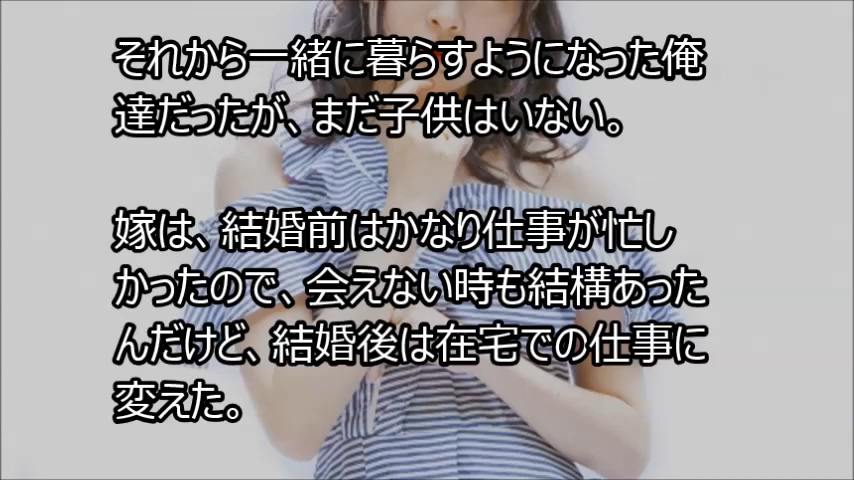 それから一緒に暮らすようになった俺
達だったが、まだ子供はいない。
嫁は、結婚前はかなり仕事が忙し
かったので、会えない時も結構あった
んだけど、結婚後は在宅での仕事に
変えた。